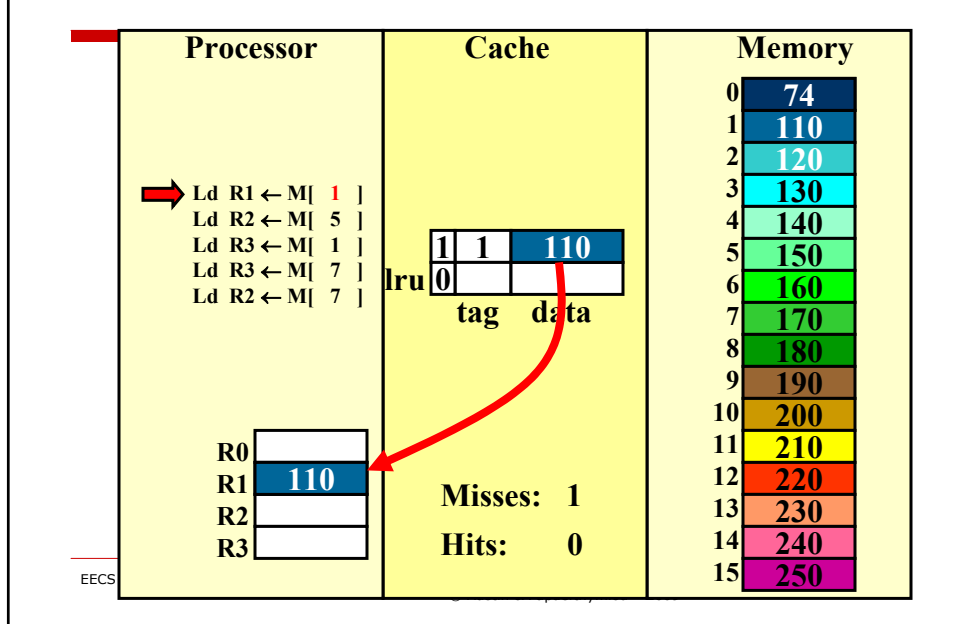 Processor
Ld R1 ← M[ 1 ]
Ld R2 ← M[ 5 ]
Ld R3 ← M[ 1 ]
Ld R3 ← M[ 7 ]
Ld R2 ← M[ 7 ]
R0
R1 110
R2
R3
Cache
1 1 110
lru 0
tag data
Misses: 1
Hits: 0
Memory
0 74
1 110
2 120
3 130
4 140
5 150
6 160
7 170
8 180
9 190
10 200
11 210
12 220
13 230
14 240
15 250
EECS